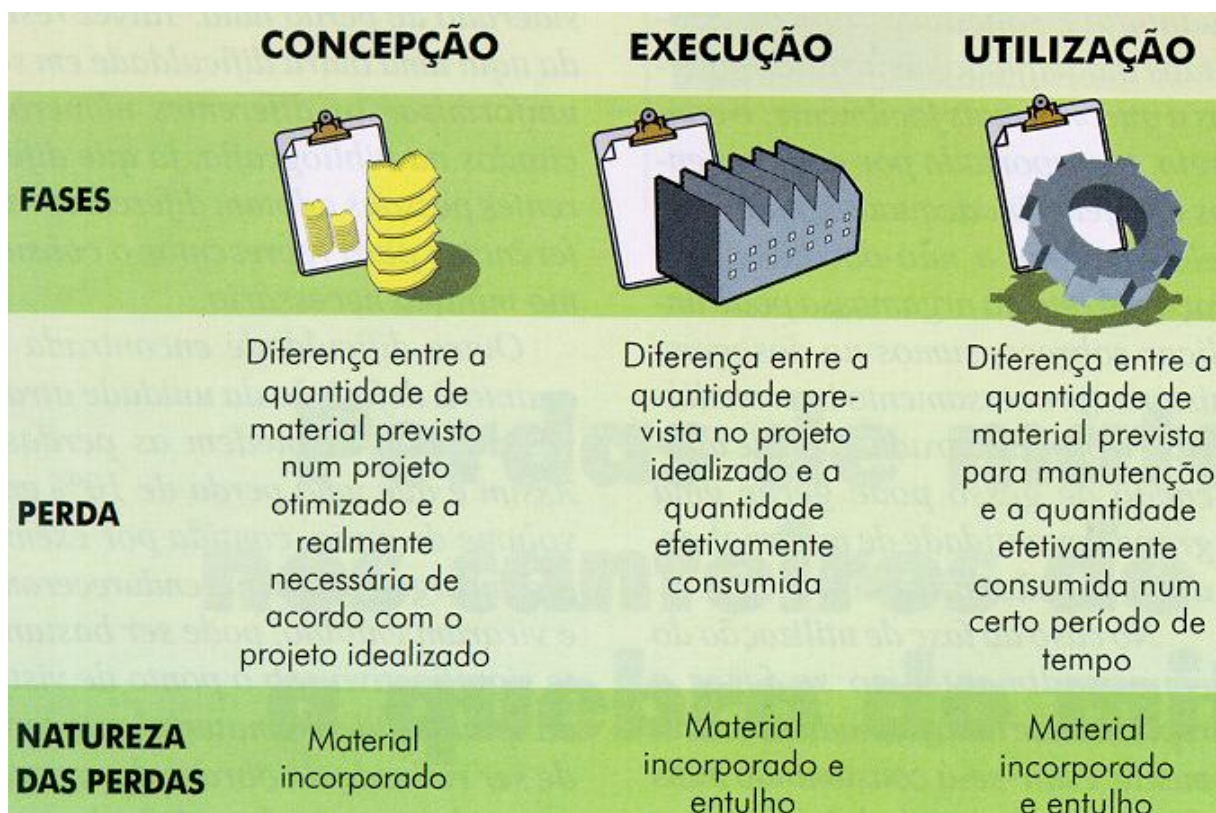 CONCEPÇÃO
EXECUÇÃO
UTILIZAÇÃO
FASES
PERDA
Diferença entre a
quantidade de
material previsto
num projeto
otimizado e a
realmente
necessária de
acordo com o
projeto idealizado
Diferença entre a
quantidade pre-
vista no projeto
idealizado e a
quantidade
efetivamente
consumida
Diferença entre a
quantidade de
material prevista
para manutenção
e a quantidade
efetivamente
consumida num
certo período de
tempo
NATUREZA
DAS PERDAS
Material
incorporado
Material
incorporado e
entulho
Material
incorporado
e entulho